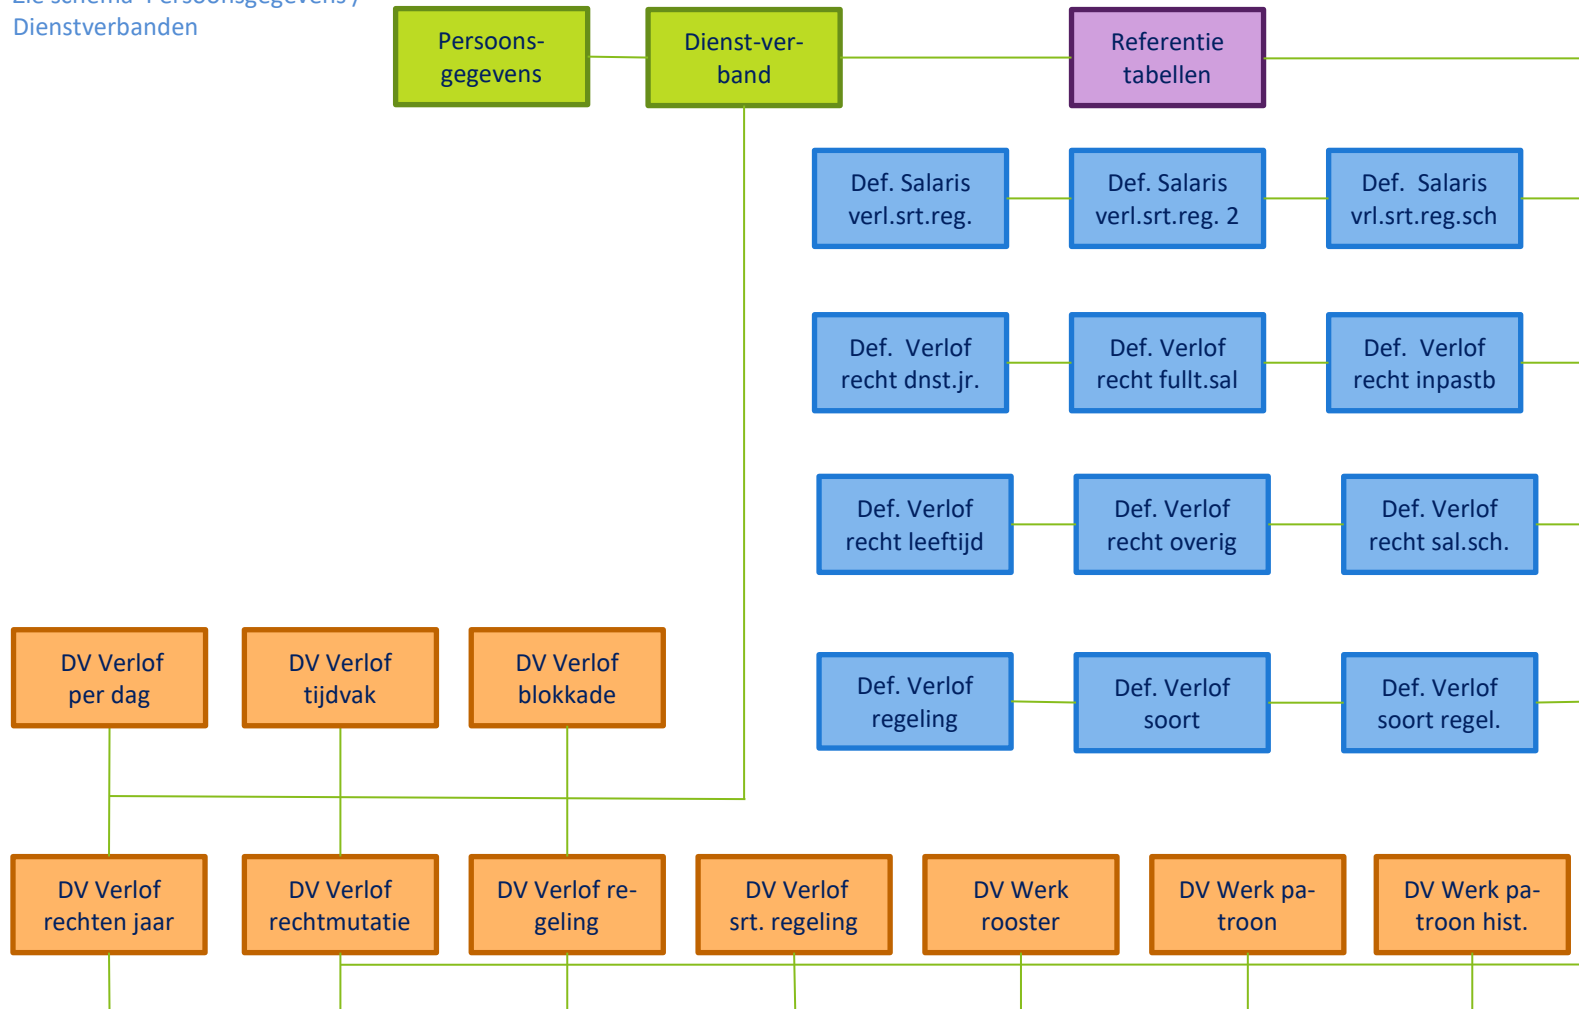 Zie schema Persoonsgegevens /
Dienstverbanden
Persoons-
gegevens
Dienst-ver-
band
Referentie
tabellen
Def. Salaris
verl.srt.reg.
Def. Salaris
verl.srt.reg. 2
Def. Salaris
vrl.srt.reg.sch
Def. Verlof
recht dnst.jr.
Def. Verlof
recht fullt.sal
Def. Verlof
recht inpastb
Def. Verlof
recht leeftijd
Def. Verlof
recht overig
Def. Verlof
recht sal.sch.
DV Verlof
per dag
DV Verlof
tijdvak
DV Verlof
blokkade
Def. Verlof
regeling
Def. Verlof
soort
Def. Verlof
soort regel.
DV Verlof
rechten jaar
DV Verlof
rechtmutatie
DV Verlof re-
geling
DV Verlof
srt. regeling
DV Werk
rooster
DV Werk pa-
troon
DV Werk pa-
troon hist.